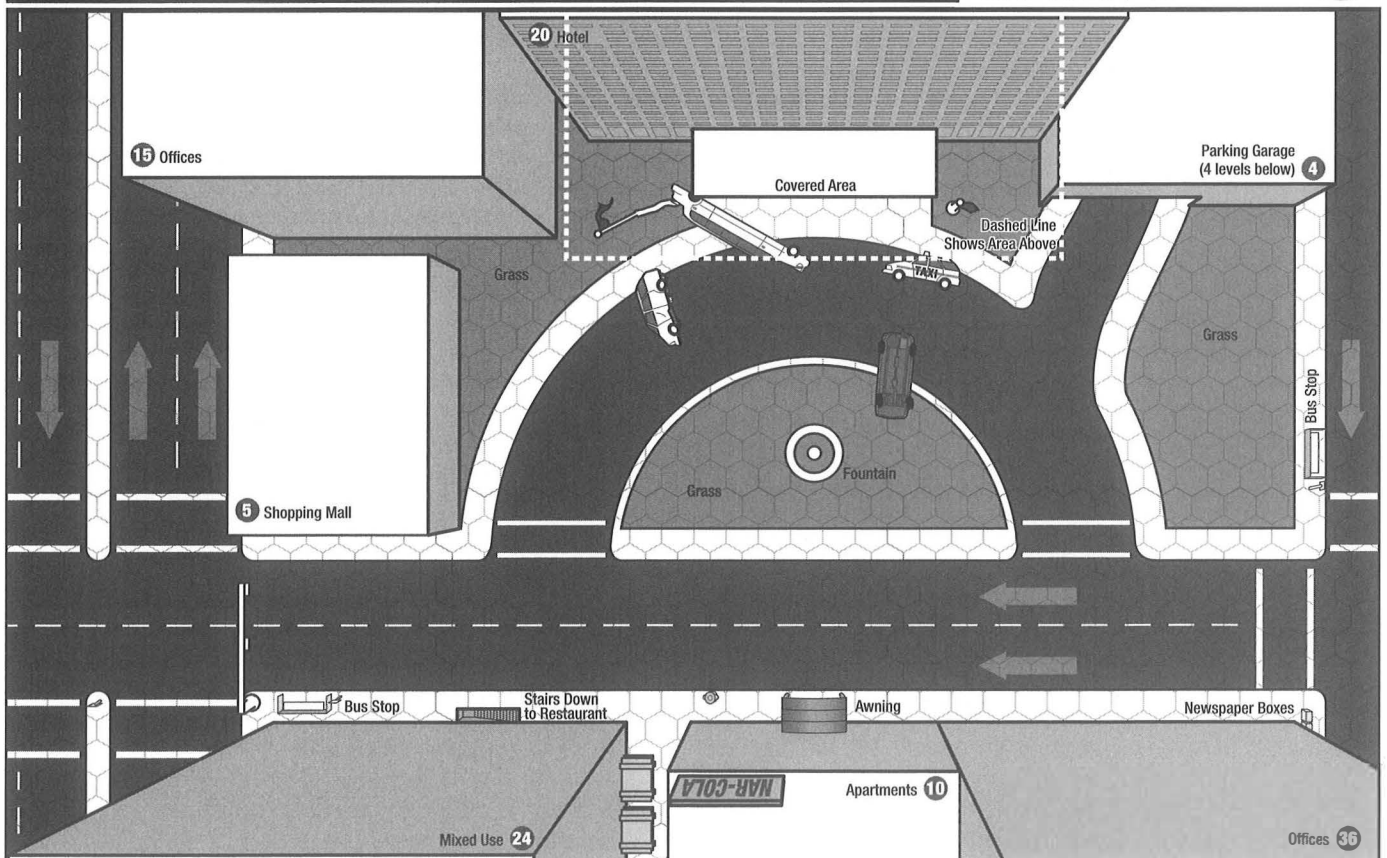 20 Hotel
15 Offices
Covered Area
Parking Garage
(4 levels below) 4
Dashed Line
Shows Area Above
Grass
TAXI
Grass
Bus Stop
Fountain
Grass
5 Shopping Mall
Bus Stop
Stairs Down
to Restaurant
Awning
Newspaper Boxes
NAR-COLA
Apartments 10
Mixed Use 24
Offices 36